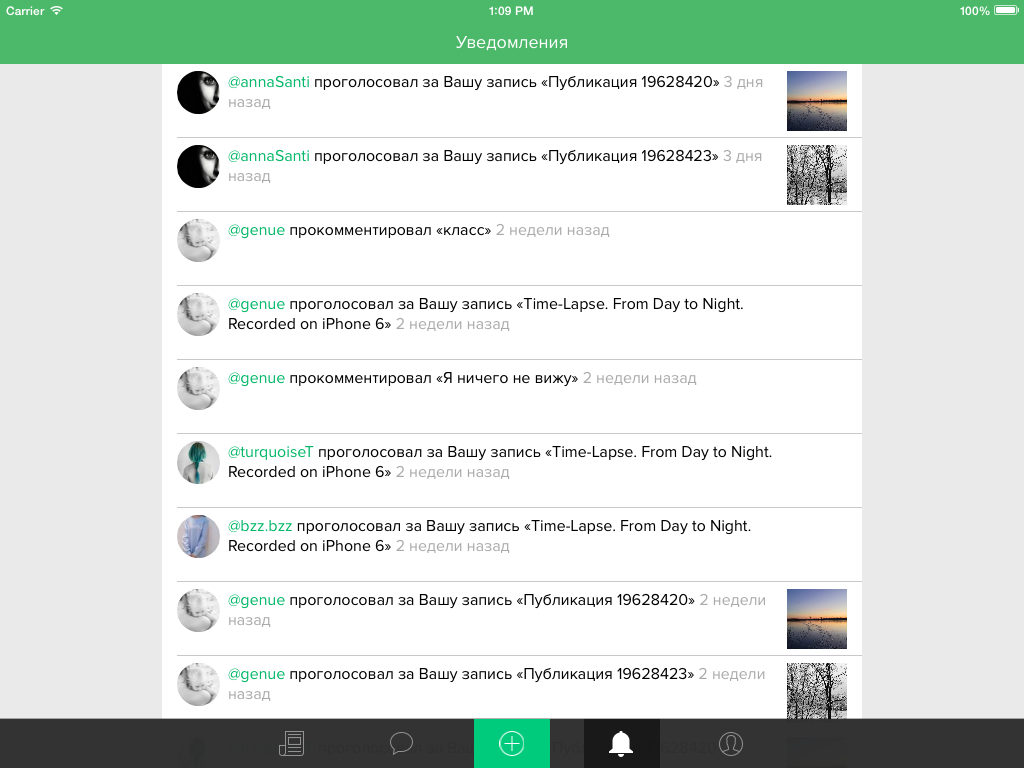 Carrier 1:09 PM 100%
Уведомления
@annaSanti проголосовал за Вашу запись «Публикация 19628420» 3 дня
назад
@annaSanti проголосовал за Вашу запись «Публикация 19628423» 3 дня
назад
@genue прокомментировал «класс» 2 недели назад
@genue проголосовал за Вашу запись «Time-Lapse. From Day to Night.
Recorded on iPhone 6» 2 недели назад
@genue прокомментировал «Я ничего не вижу» 2 недели назад
@turquoiseT проголосовал за Вашу запись «Time-Lapse. From Day to Night.
Recorded on iPhone 6» 2 недели назад
@bzz.bzz проголосовал за Вашу запись «Time-Lapse. From Day to Night.
Recorded on iPhone 6» 2 недели назад
@genue проголосовал за Вашу запись «Публикация 19628420» 2 недели
назад
@genue проголосовал за Вашу запись «Публикация 19628423» 2 недели
назад